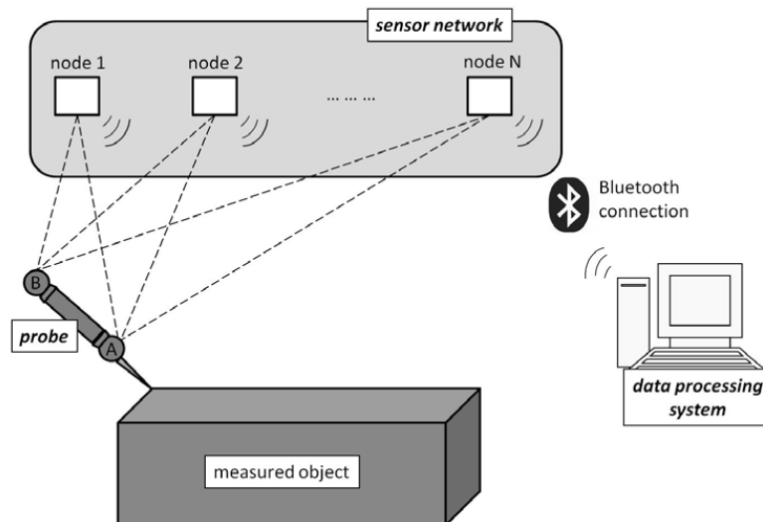 sensor network
node 1
node 2
... ... ...
node N
Bluetooth
connection
B
probe
A
data processing
system
measured object